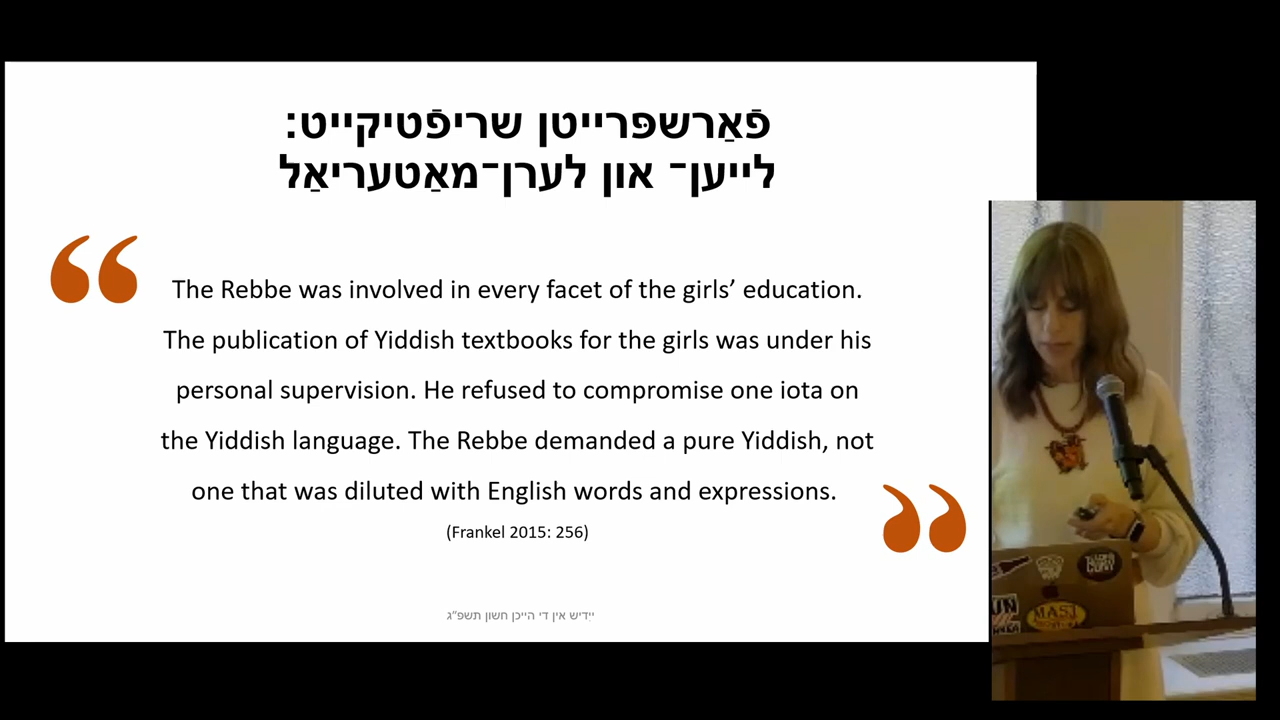 פֿאַרשפּרייטן שריפֿטיקייט:
לייען־ און לערן־מאַטעריאַל
“
The Rebbe was involved in every facet of the girls’ education.
The publication of Yiddish textbooks for the girls was under his
personal supervision. He refused to compromise one iota on
the Yiddish language. The Rebbe demanded a pure Yiddish, not
one that was diluted with English words and expressions.
”
(Frankel 2015: 256)
ייִדיש אין די הייכן חשון תשפ״ג
MASI